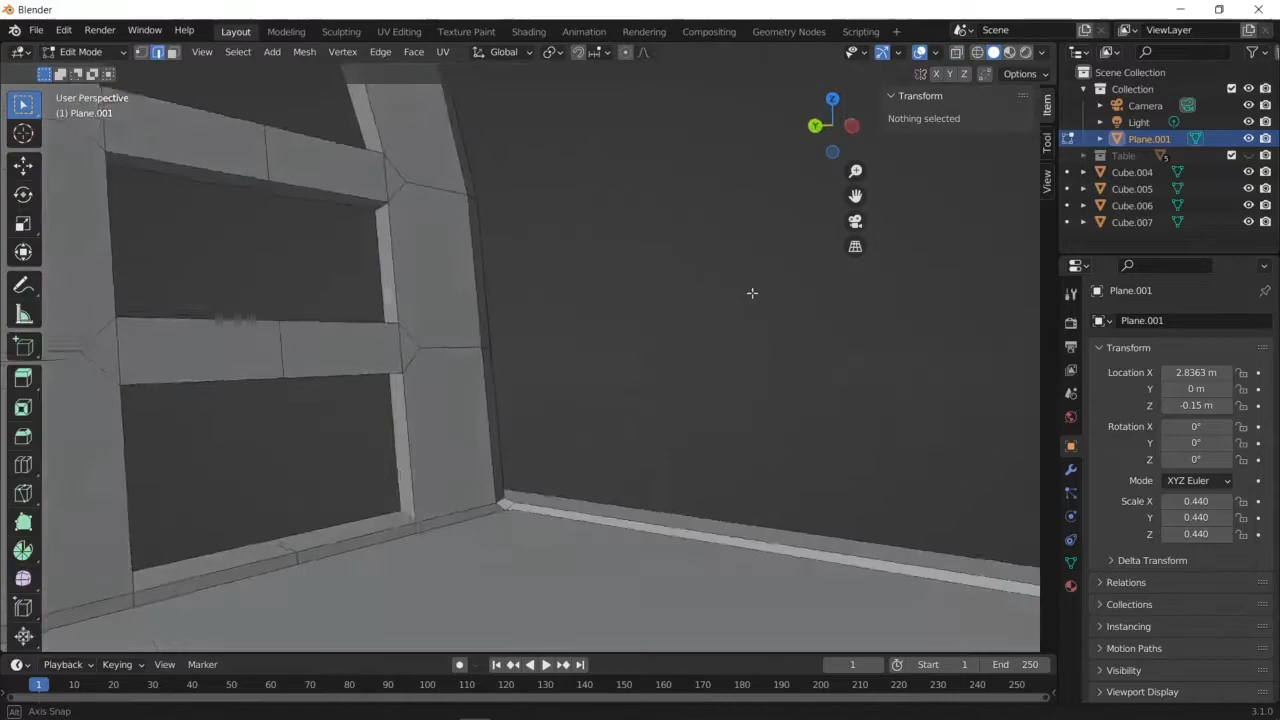 Blender
File Edit Render Window Help
Layout Modeling Sculpting UV Editing Texture Paint Shading Animation Rendering Compositing Geometry Nodes Scripting +
Scene
ViewLayer
Edit Mode
View Select Add Mesh Vertex Edge Face UV
Global
X Y Z
Options
User Perspective
(1) Plane.001
Transform
Nothing selected
Z
Y
Item
Tool
View
Scene Collection
Collection
Camera
Light
Plane.001
Table 5
Cube.004
Cube.005
Cube.006
Cube.007
Plane.001
Plane.001
Transform
Location X 2.8363 m
Y 0 m
Z -0.15 m
Rotation X 0°
Y 0°
Z 0°
Mode XYZ Euler
Scale X 0.440
Y 0.440
Z 0.440
Delta Transform
Relations
Collections
Instancing
Motion Paths
Visibility
Viewport Display
Playback Keying View Marker
1 Start 1 End 250
1 10 20 30 40 50 60 70 80 90 100 110 120 130 140 150 160 170 180 190 200 210 220 230 240 250
Alt Axis Snap
3.1.0